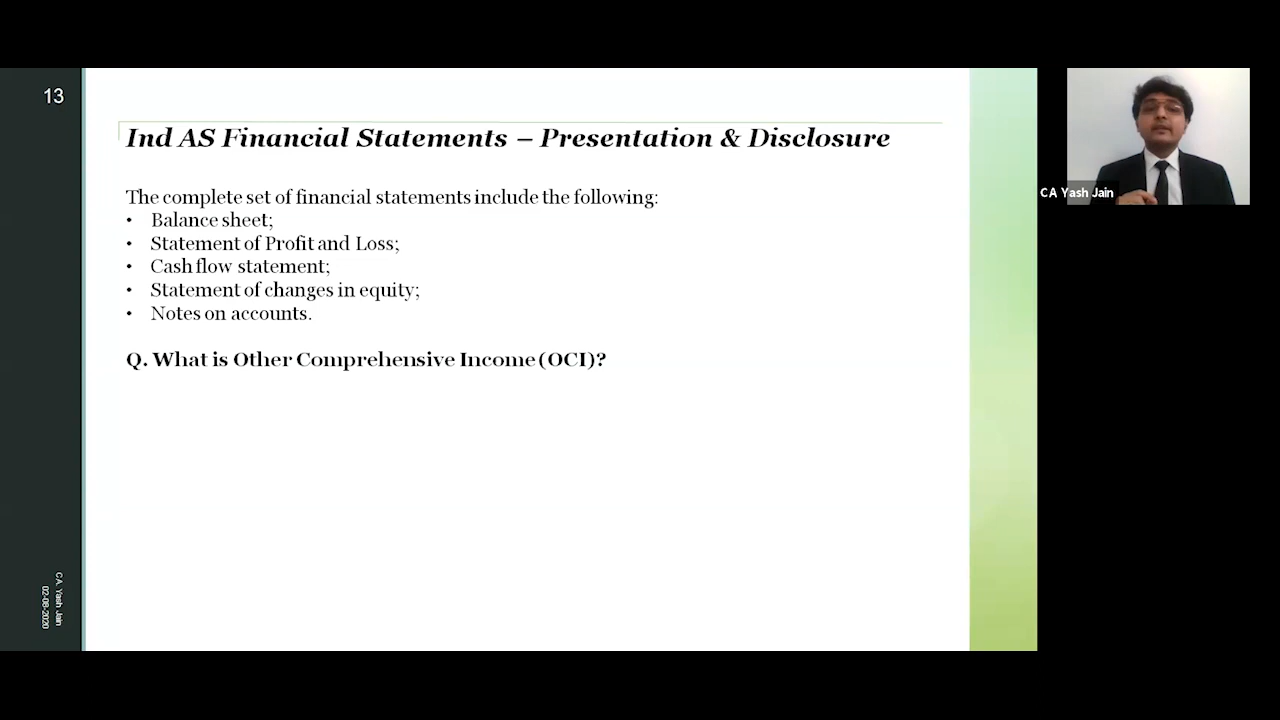 13
Ind AS Financial Statements – Presentation & Disclosure
The complete set of financial statements include the following:
• Balance sheet;
• Statement of Profit and Loss;
• Cash flow statement;
• Statement of changes in equity;
• Notes on accounts.
Q. What is Other Comprehensive Income (OCI)?
CA Yash Jain
C.A. Yash Jain
02-08-2020